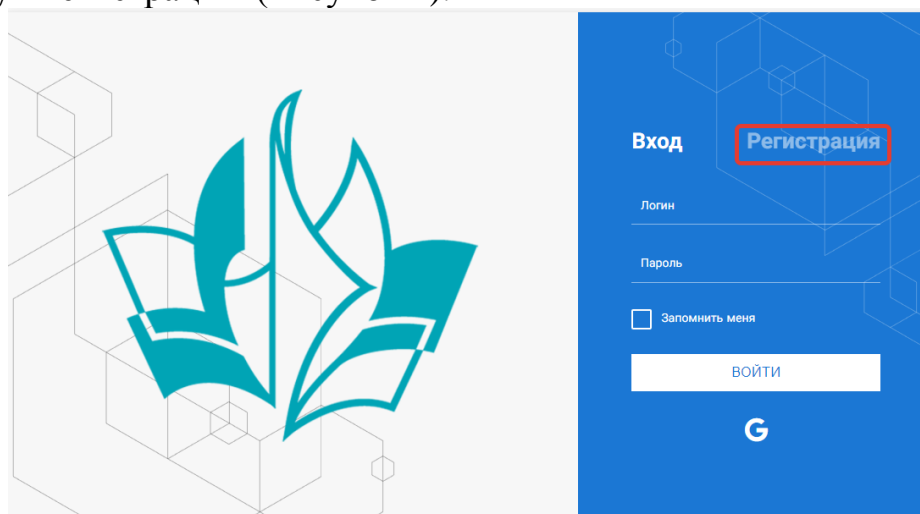 Вход Регистрация
Логин
Пароль
Запомнить меня
ВОЙТИ
G